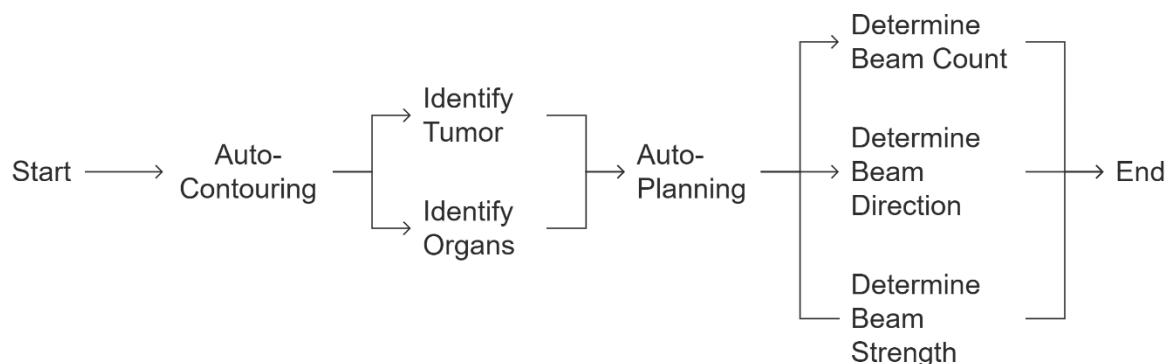 Start
Auto-
Contouring
Identify
Tumor
Identify
Organs
Auto-
Planning
Determine
Beam Count
Determine
Beam
Direction
Determine
Beam
Strength
End